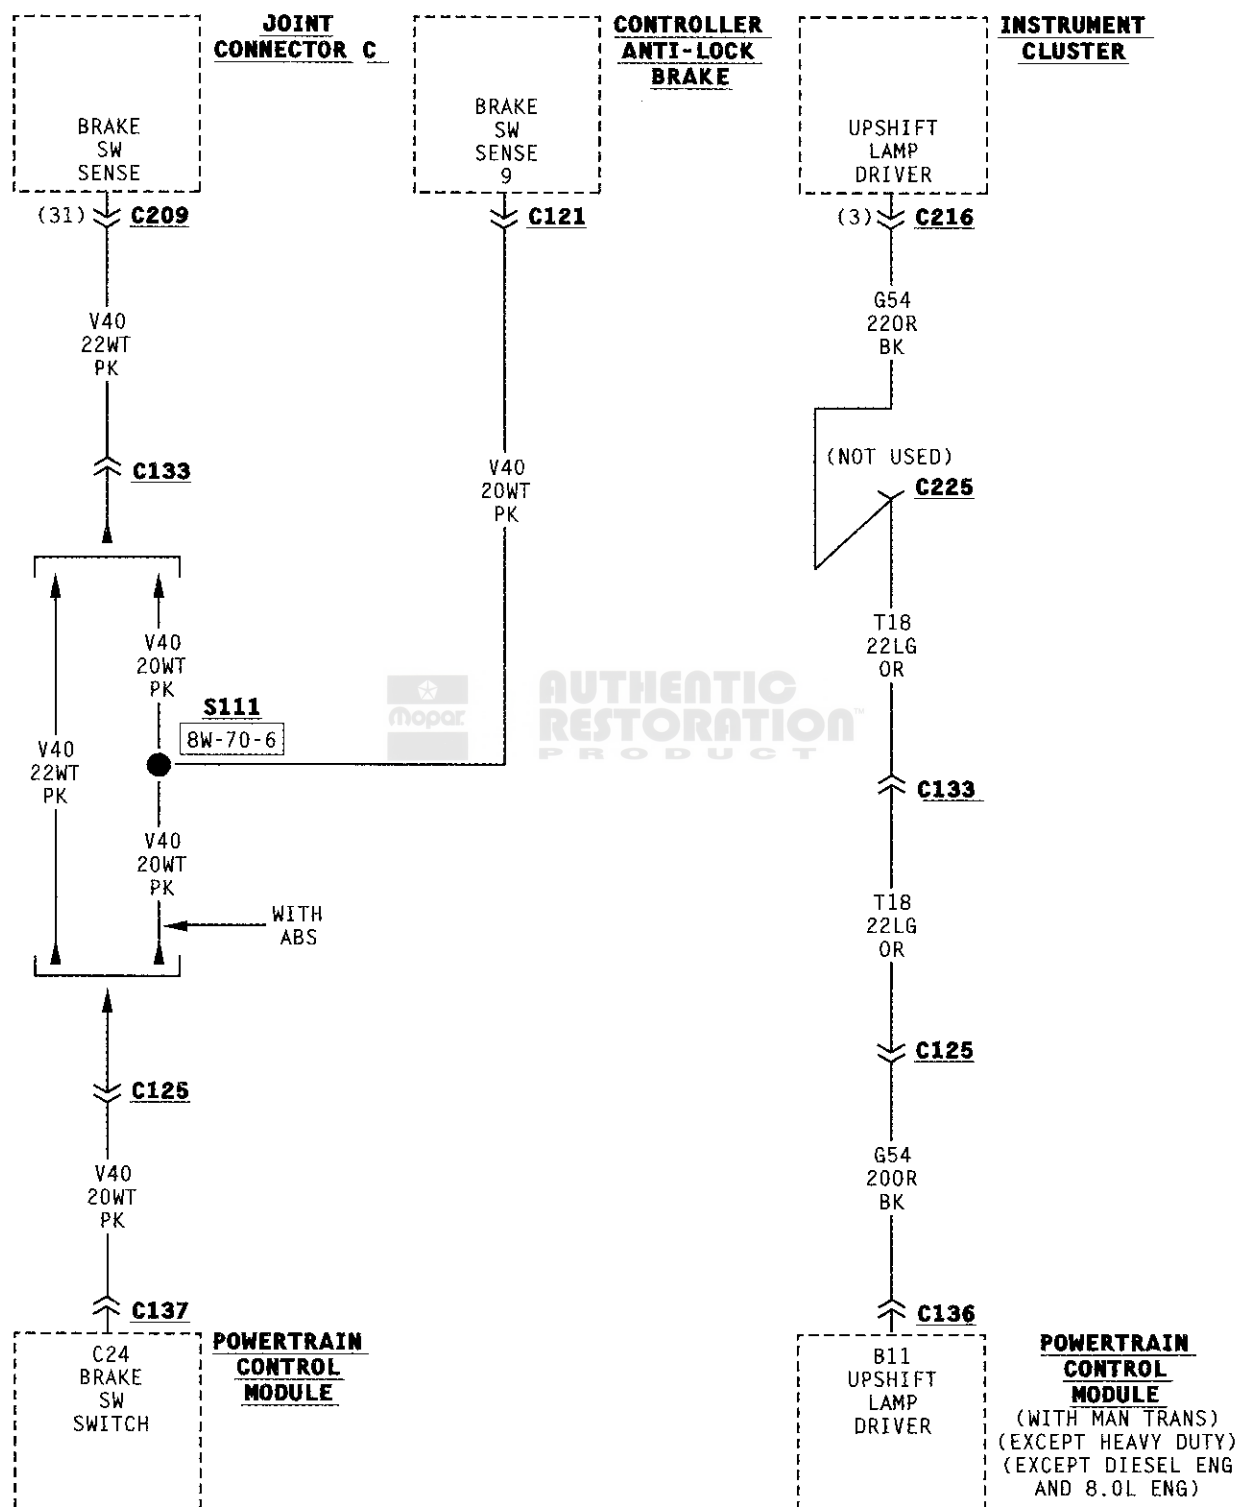 JOINT
CONNECTOR C
BRAKE
SW
SENSE
(31)
C209
V40
22WT
PK
C133
V40
22WT
PK
V40
20WT
PK
S111
8W-70-6
V40
20WT
PK
WITH
ABS
C125
V40
20WT
PK
C137
C24
BRAKE
SW
SWITCH
POWERTRAIN
CONTROL
MODULE
CONTROLLER
ANTI-LOCK
BRAKE
BRAKE
SW
SENSE
9
C121
V40
20WT
PK
Mopar
AUTHENTIC
RESTORATION™
PRODUCT
INSTRUMENT
CLUSTER
UPSHIFT
LAMP
DRIVER
(3)
C216
G54
22OR
BK
(NOT USED)
C225
T18
22LG
OR
C133
T18
22LG
OR
C125
G54
20OR
BK
C136
B11
UPSHIFT
LAMP
DRIVER
POWERTRAIN
CONTROL
MODULE
(WITH MAN TRANS)
(EXCEPT HEAVY DUTY)
(EXCEPT DIESEL ENG
AND 8.0L ENG)